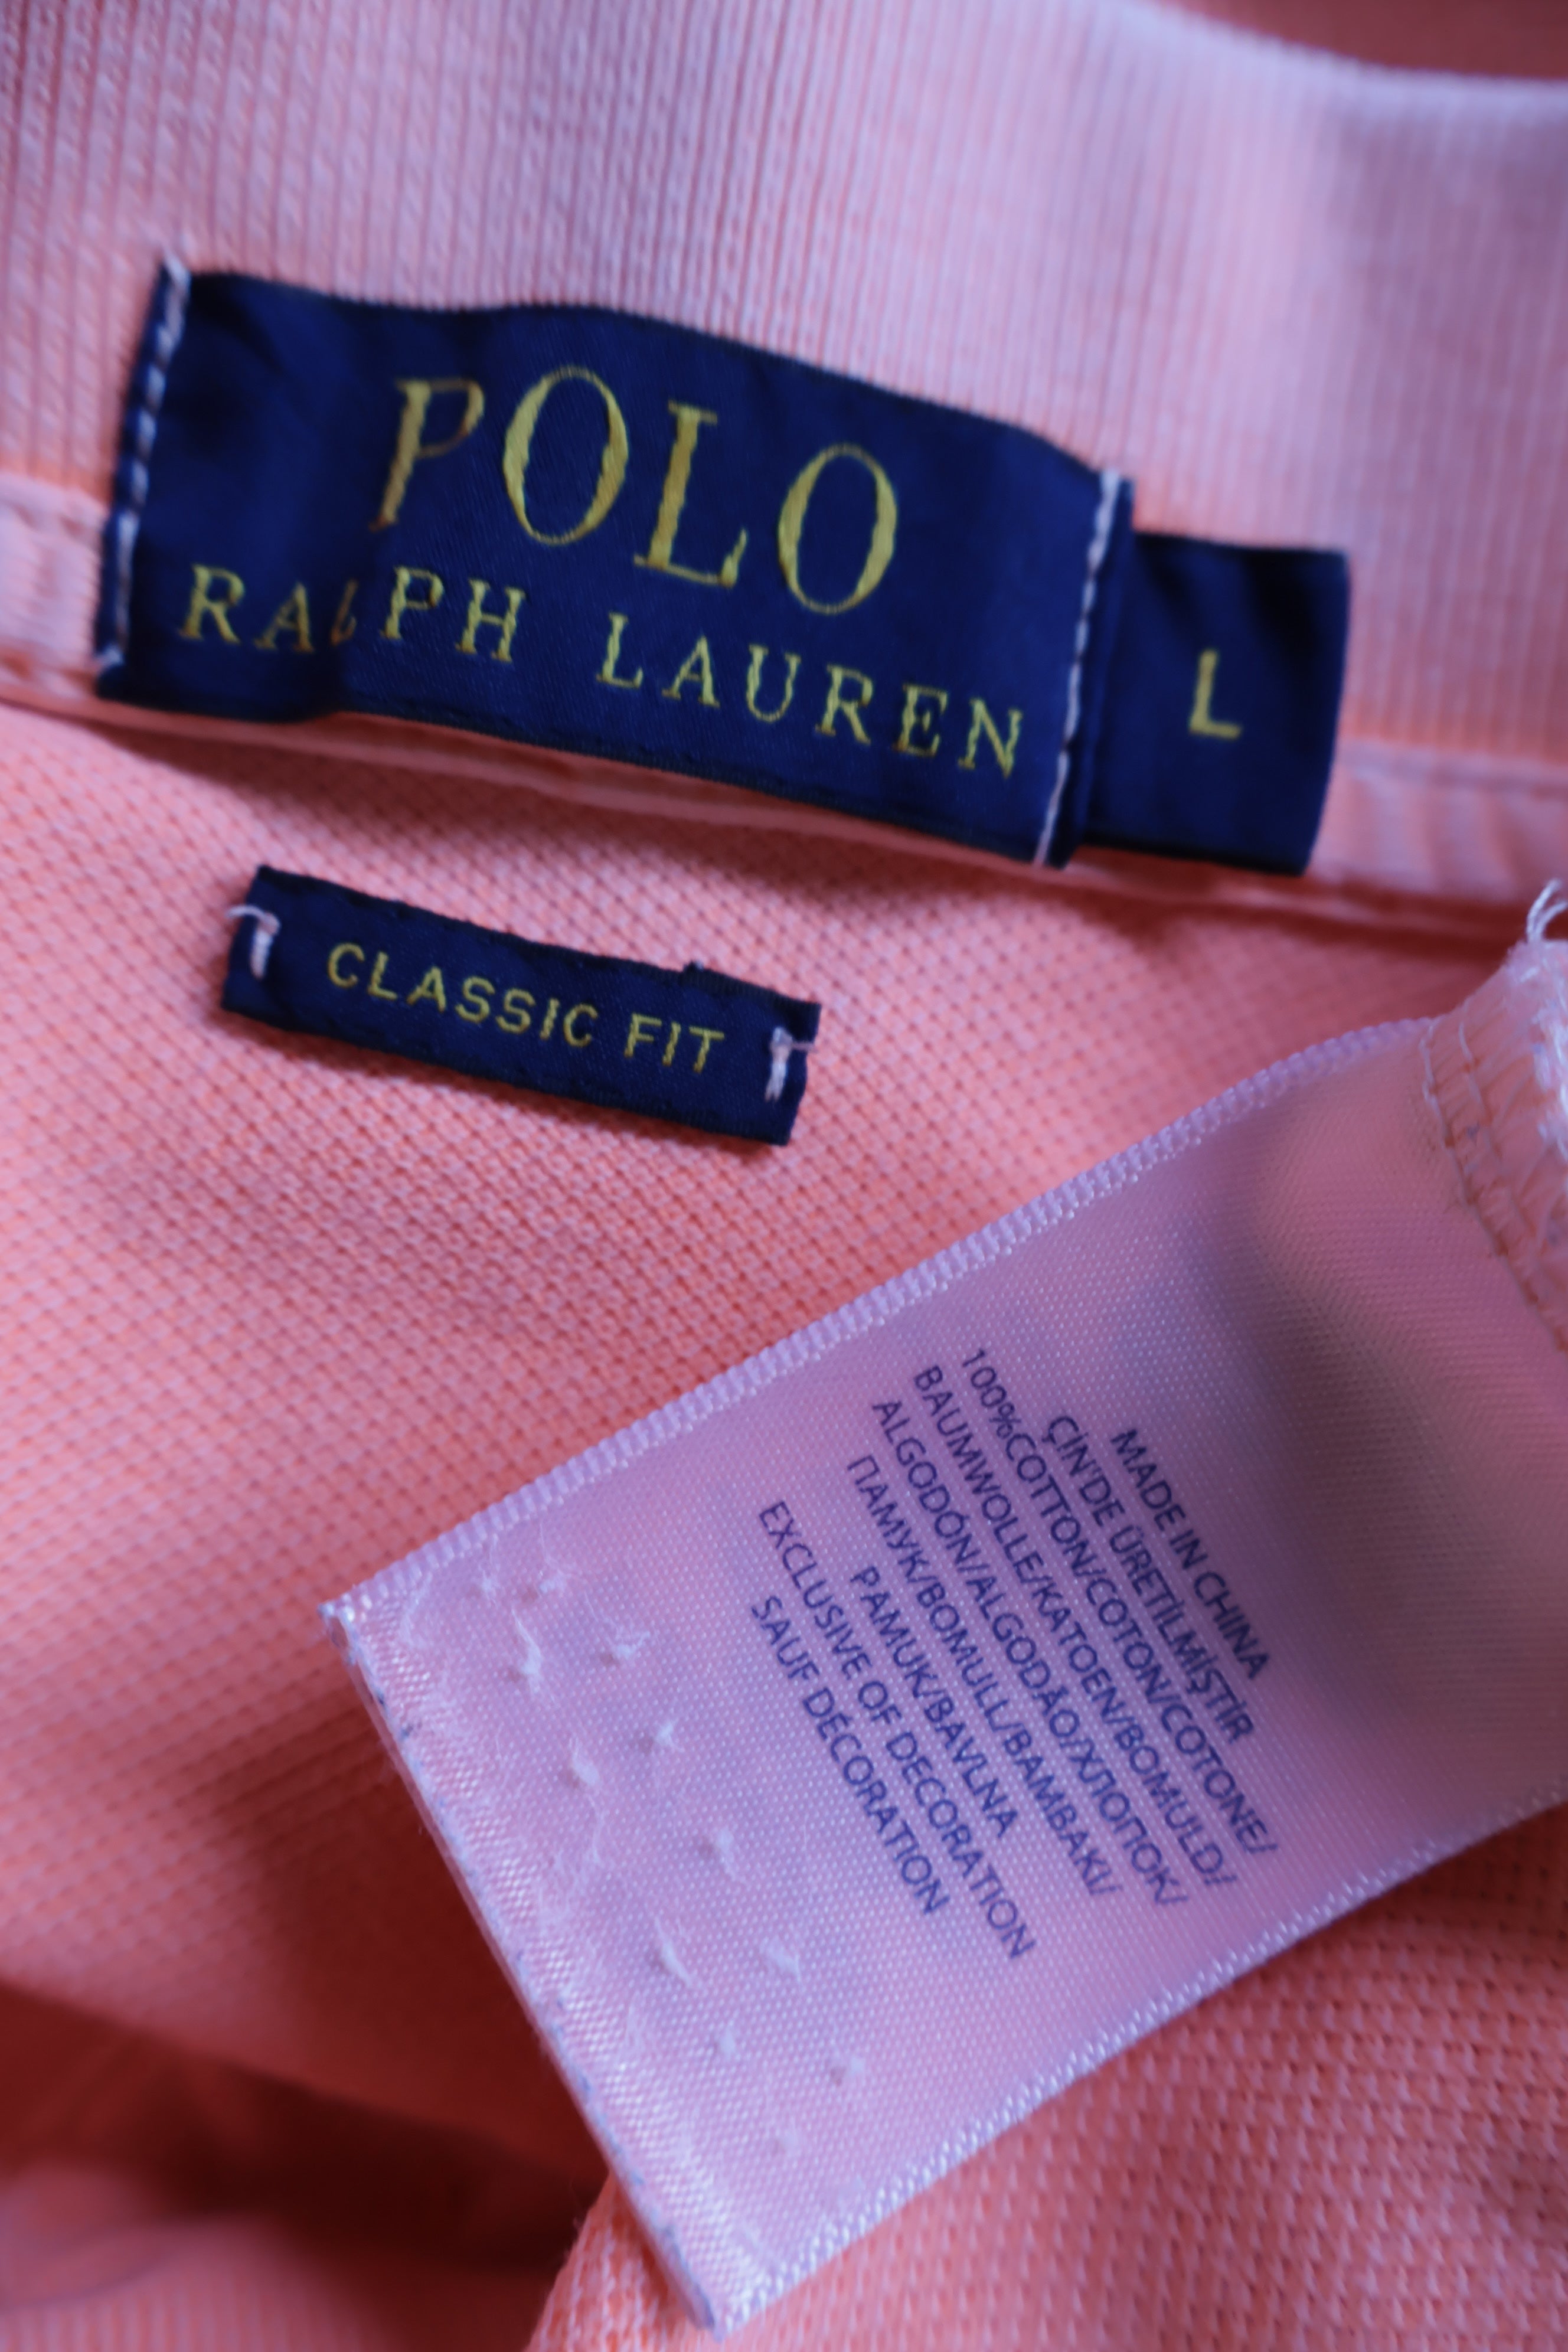 POLO
RALPH LAUREN
L
CLASSIC FIT
MADE IN CHINA
ÇİN'DE ÜRETİLMİŞTİR
100%COTTON/COTON/COTONE/
BAUMWOLLE/KATOEN/BOMULD/
ALGODÓN/ALGODÃO/ХЛОПОК/
ПАМУК/BOMULL/BAMBAKI/
PAMUK/BAVLNA
EXCLUSIVE OF DECORATION
SAUF DÉCORATION